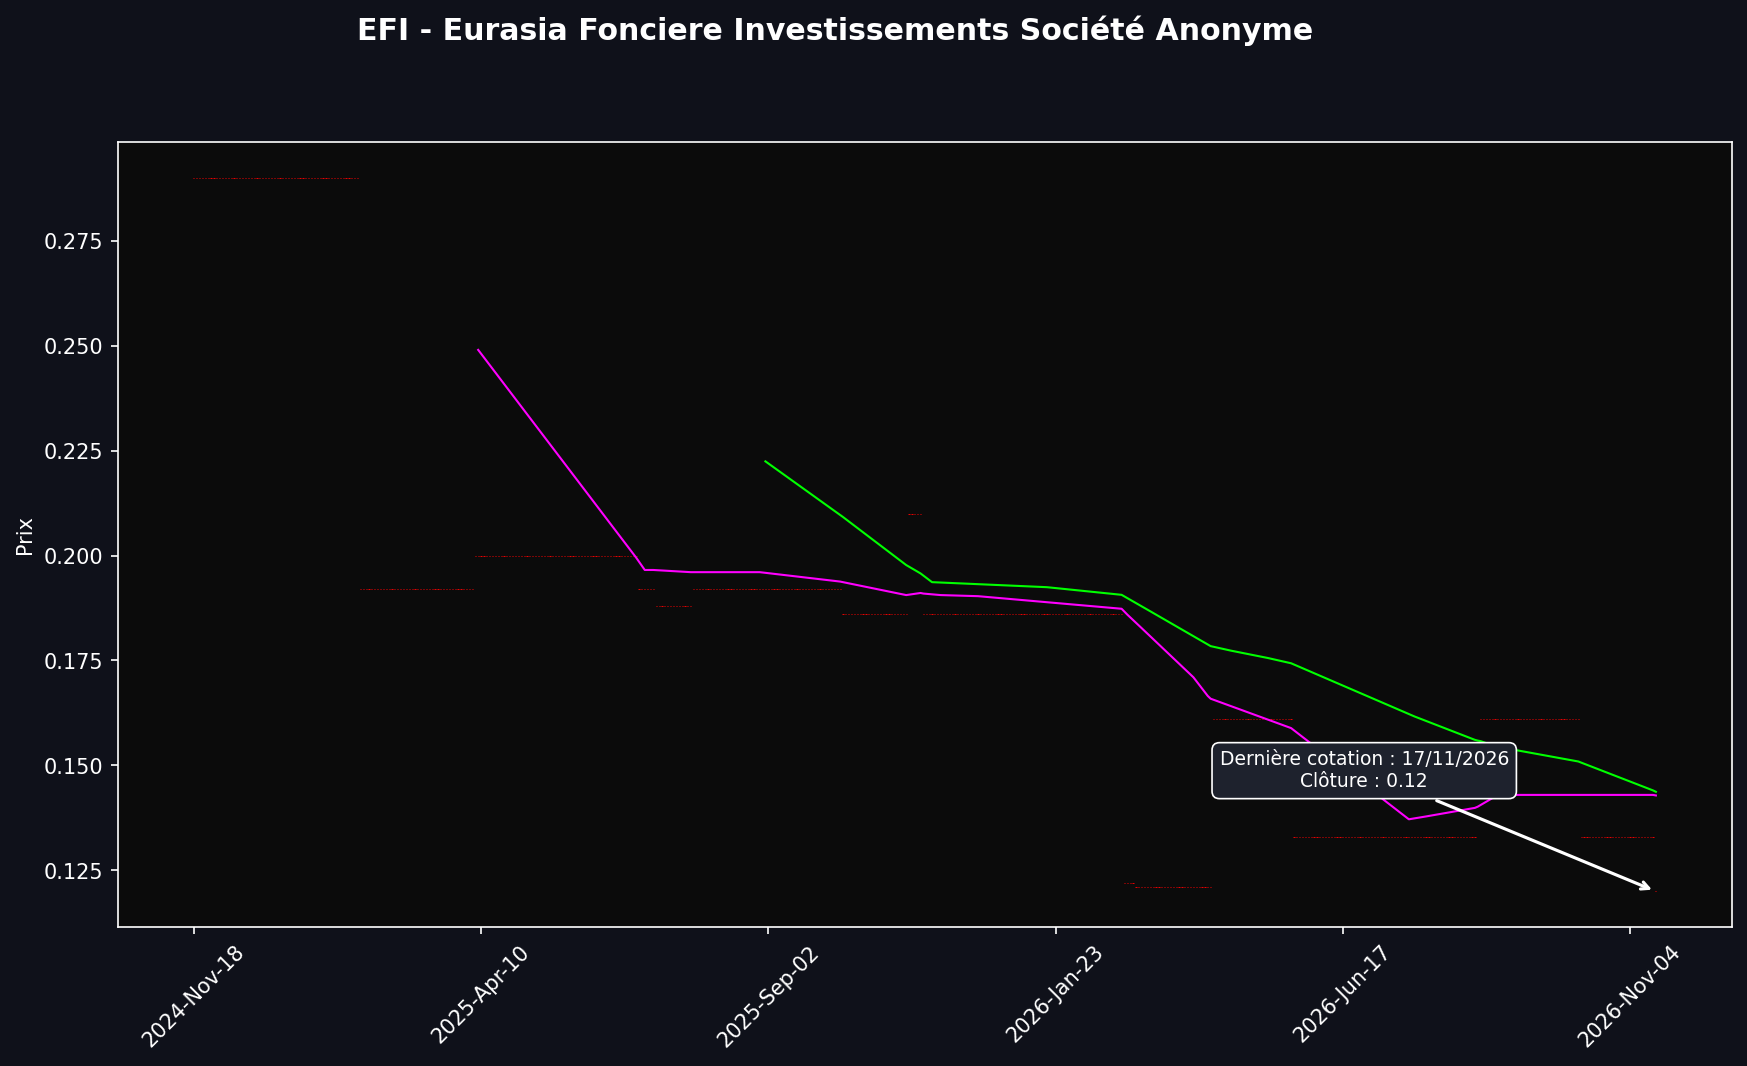 EFI - Eurasia Fonciere Investissements Société Anonyme
Prix
0.275
0.250
0.225
0.200
0.175
0.150
0.125
Dernière cotation : 17/11/2026
Clôture : 0.12
2024-Nov-18
2025-Apr-10
2025-Sep-02
2026-Jan-23
2026-Jun-17
2026-Nov-04